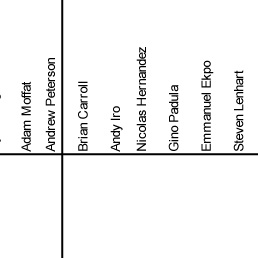 Adam Moffat
Andrew Peterson
Brian Carroll
Andy Iro
Nicolas Hernandez
Gino Padula
Emmanuel Ekpo
Steven Lenhart